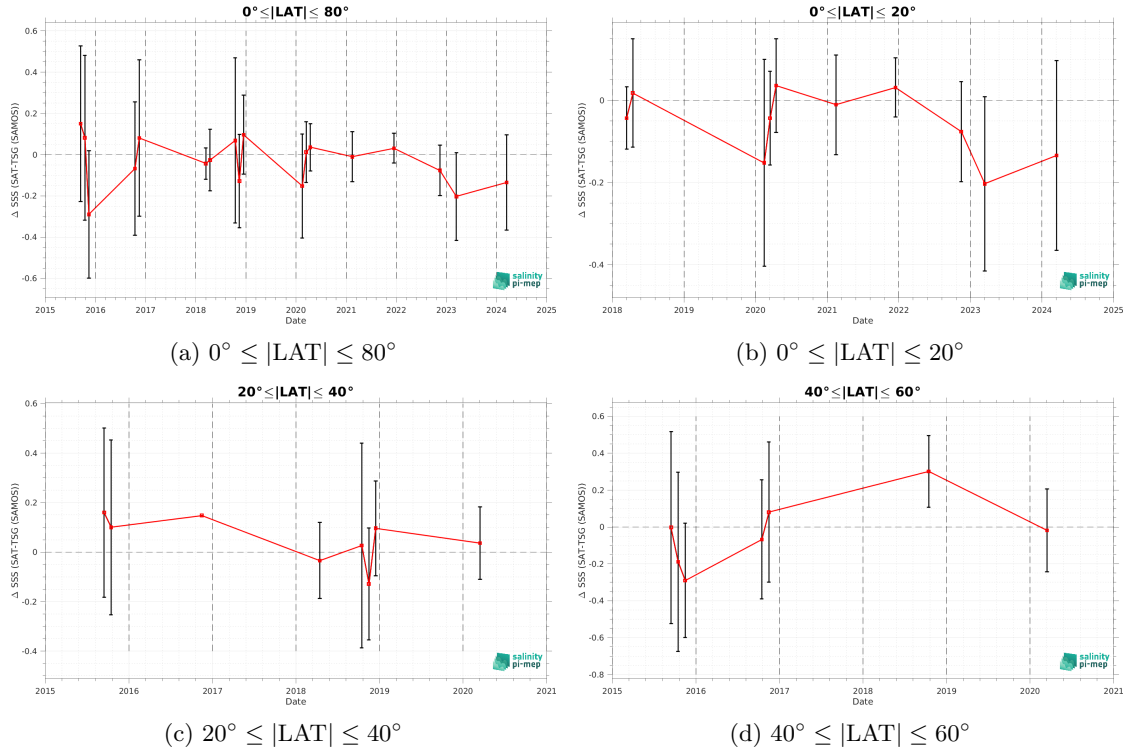 0°≤|LAT|≤ 80°
0.6
0.4
0.2
0
-0.2
-0.4
-0.6
Δ SSS (SAT-TSG (SAMOS))
2015 2016 2017 2018 2019 2020 2021 2022 2023 2024 2025
Date
salinity
pi-mep
(a) 0° ≤ |LAT| ≤ 80°
0°≤|LAT|≤ 20°
0
-0.2
-0.4
Δ SSS (SAT-TSG (SAMOS))
2018 2019 2020 2021 2022 2023 2024 2025
Date
salinity
pi-mep
(b) 0° ≤ |LAT| ≤ 20°
20°≤|LAT|≤ 40°
0.6
0.4
0.2
0
-0.2
-0.4
Δ SSS (SAT-TSG (SAMOS))
2015 2016 2017 2018 2019 2020 2021
Date
salinity
pi-mep
(c) 20° ≤ |LAT| ≤ 40°
40°≤|LAT|≤ 60°
0.6
0.4
0.2
0
-0.2
-0.4
-0.6
-0.8
Δ SSS (SAT-TSG (SAMOS))
2015 2016 2017 2018 2019 2020 2021
Date
salinity
pi-mep
(d) 40° ≤ |LAT| ≤ 60°